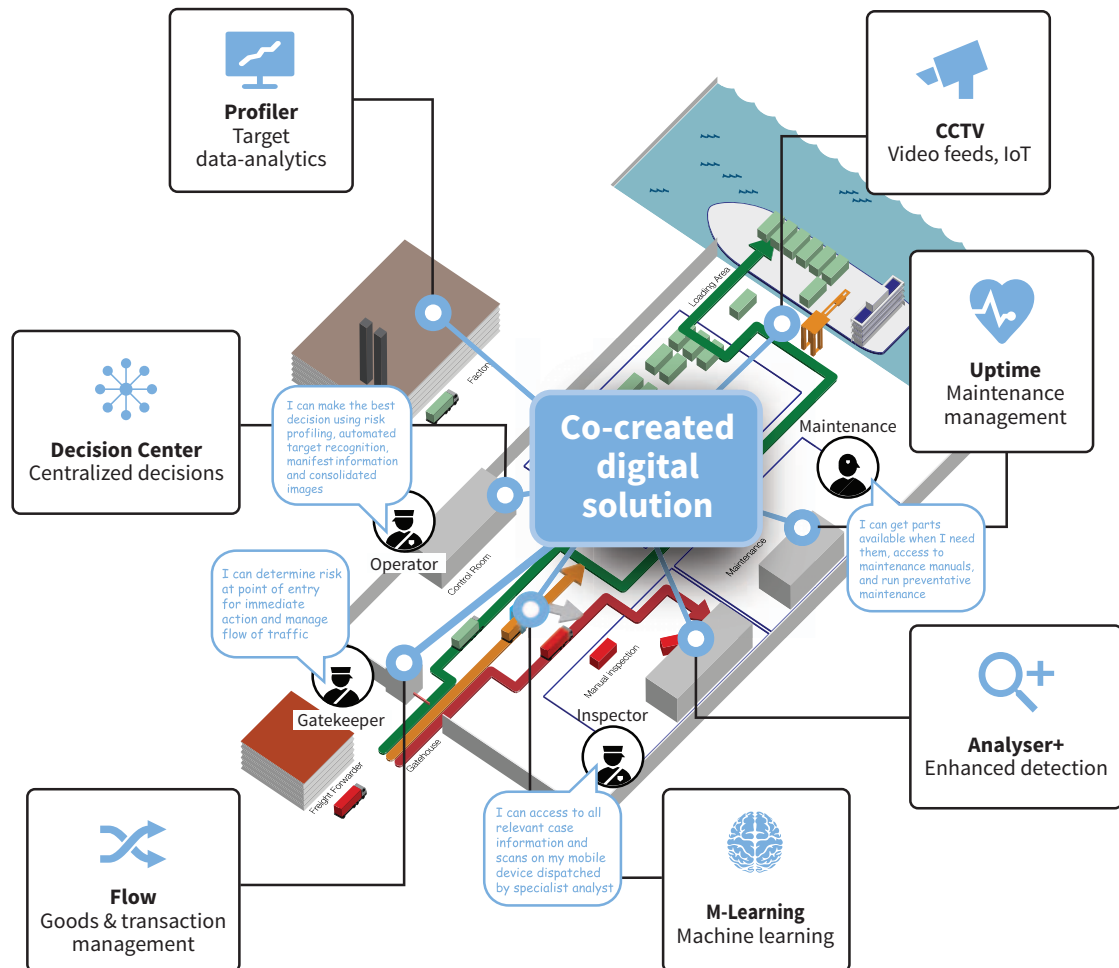 Profiler
Target
data-analytics
CCTV
Video feeds, IoT
Loading Area
Uptime
Maintenance
management
Factory
I can make the best
decision using risk
profiling, automated
target recognition,
manifest information
and consolidated
images
Decision Center
Centralized decisions
Co-created
digital
solution
Maintenance
I can get parts
available when I need
them, access to
maintenance manuals,
and run preventative
maintenance
Operator
Control Room
Maintenance
I can determine risk
at point of entry
for immediate
action and manage
flow of traffic
Manual inspection
Gatekeeper
Inspector
Gatehouse
Freight Forwarder
Analyser+
Enhanced detection
I can access to all
relevant case
information and
scans on my mobile
device dispatched
by specialist analyst
Flow
Goods & transaction
management
M-Learning
Machine learning